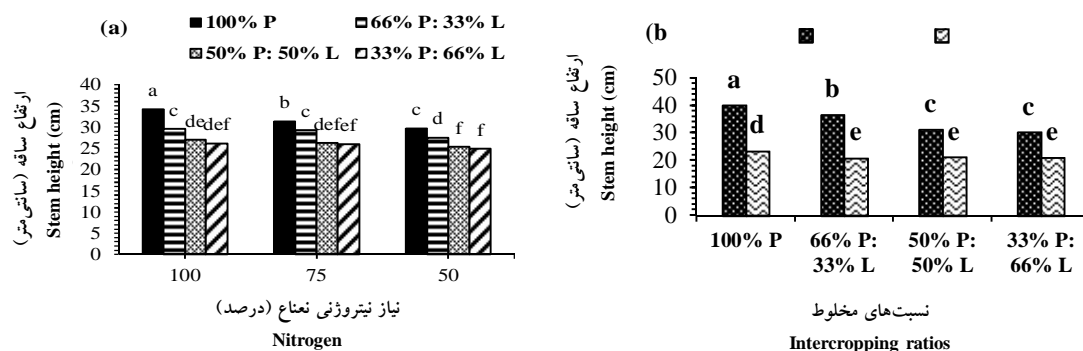 (a)
100% P
66% P: 33% L
50% P: 50% L
33% P: 66% L
ارتفاع ساقه (سانتی‌متر)
Stem height (cm)
40
35
30
25
20
15
10
5
0
a
c
de
def
b
c
def
ef
c
d
f
f
100
75
50
نیاز نیتروژنی نعناع (درصد)
Nitrogen
(b
ارتفاع ساقه (سانتی‌متر)
Stem height (cm)
50
40
30
20
10
0
a
d
b
e
c
e
c
e
100% P
66% P:
33% L
50% P:
50% L
33% P:
66% L
نسبت‌های مخلوط
Intercropping ratios